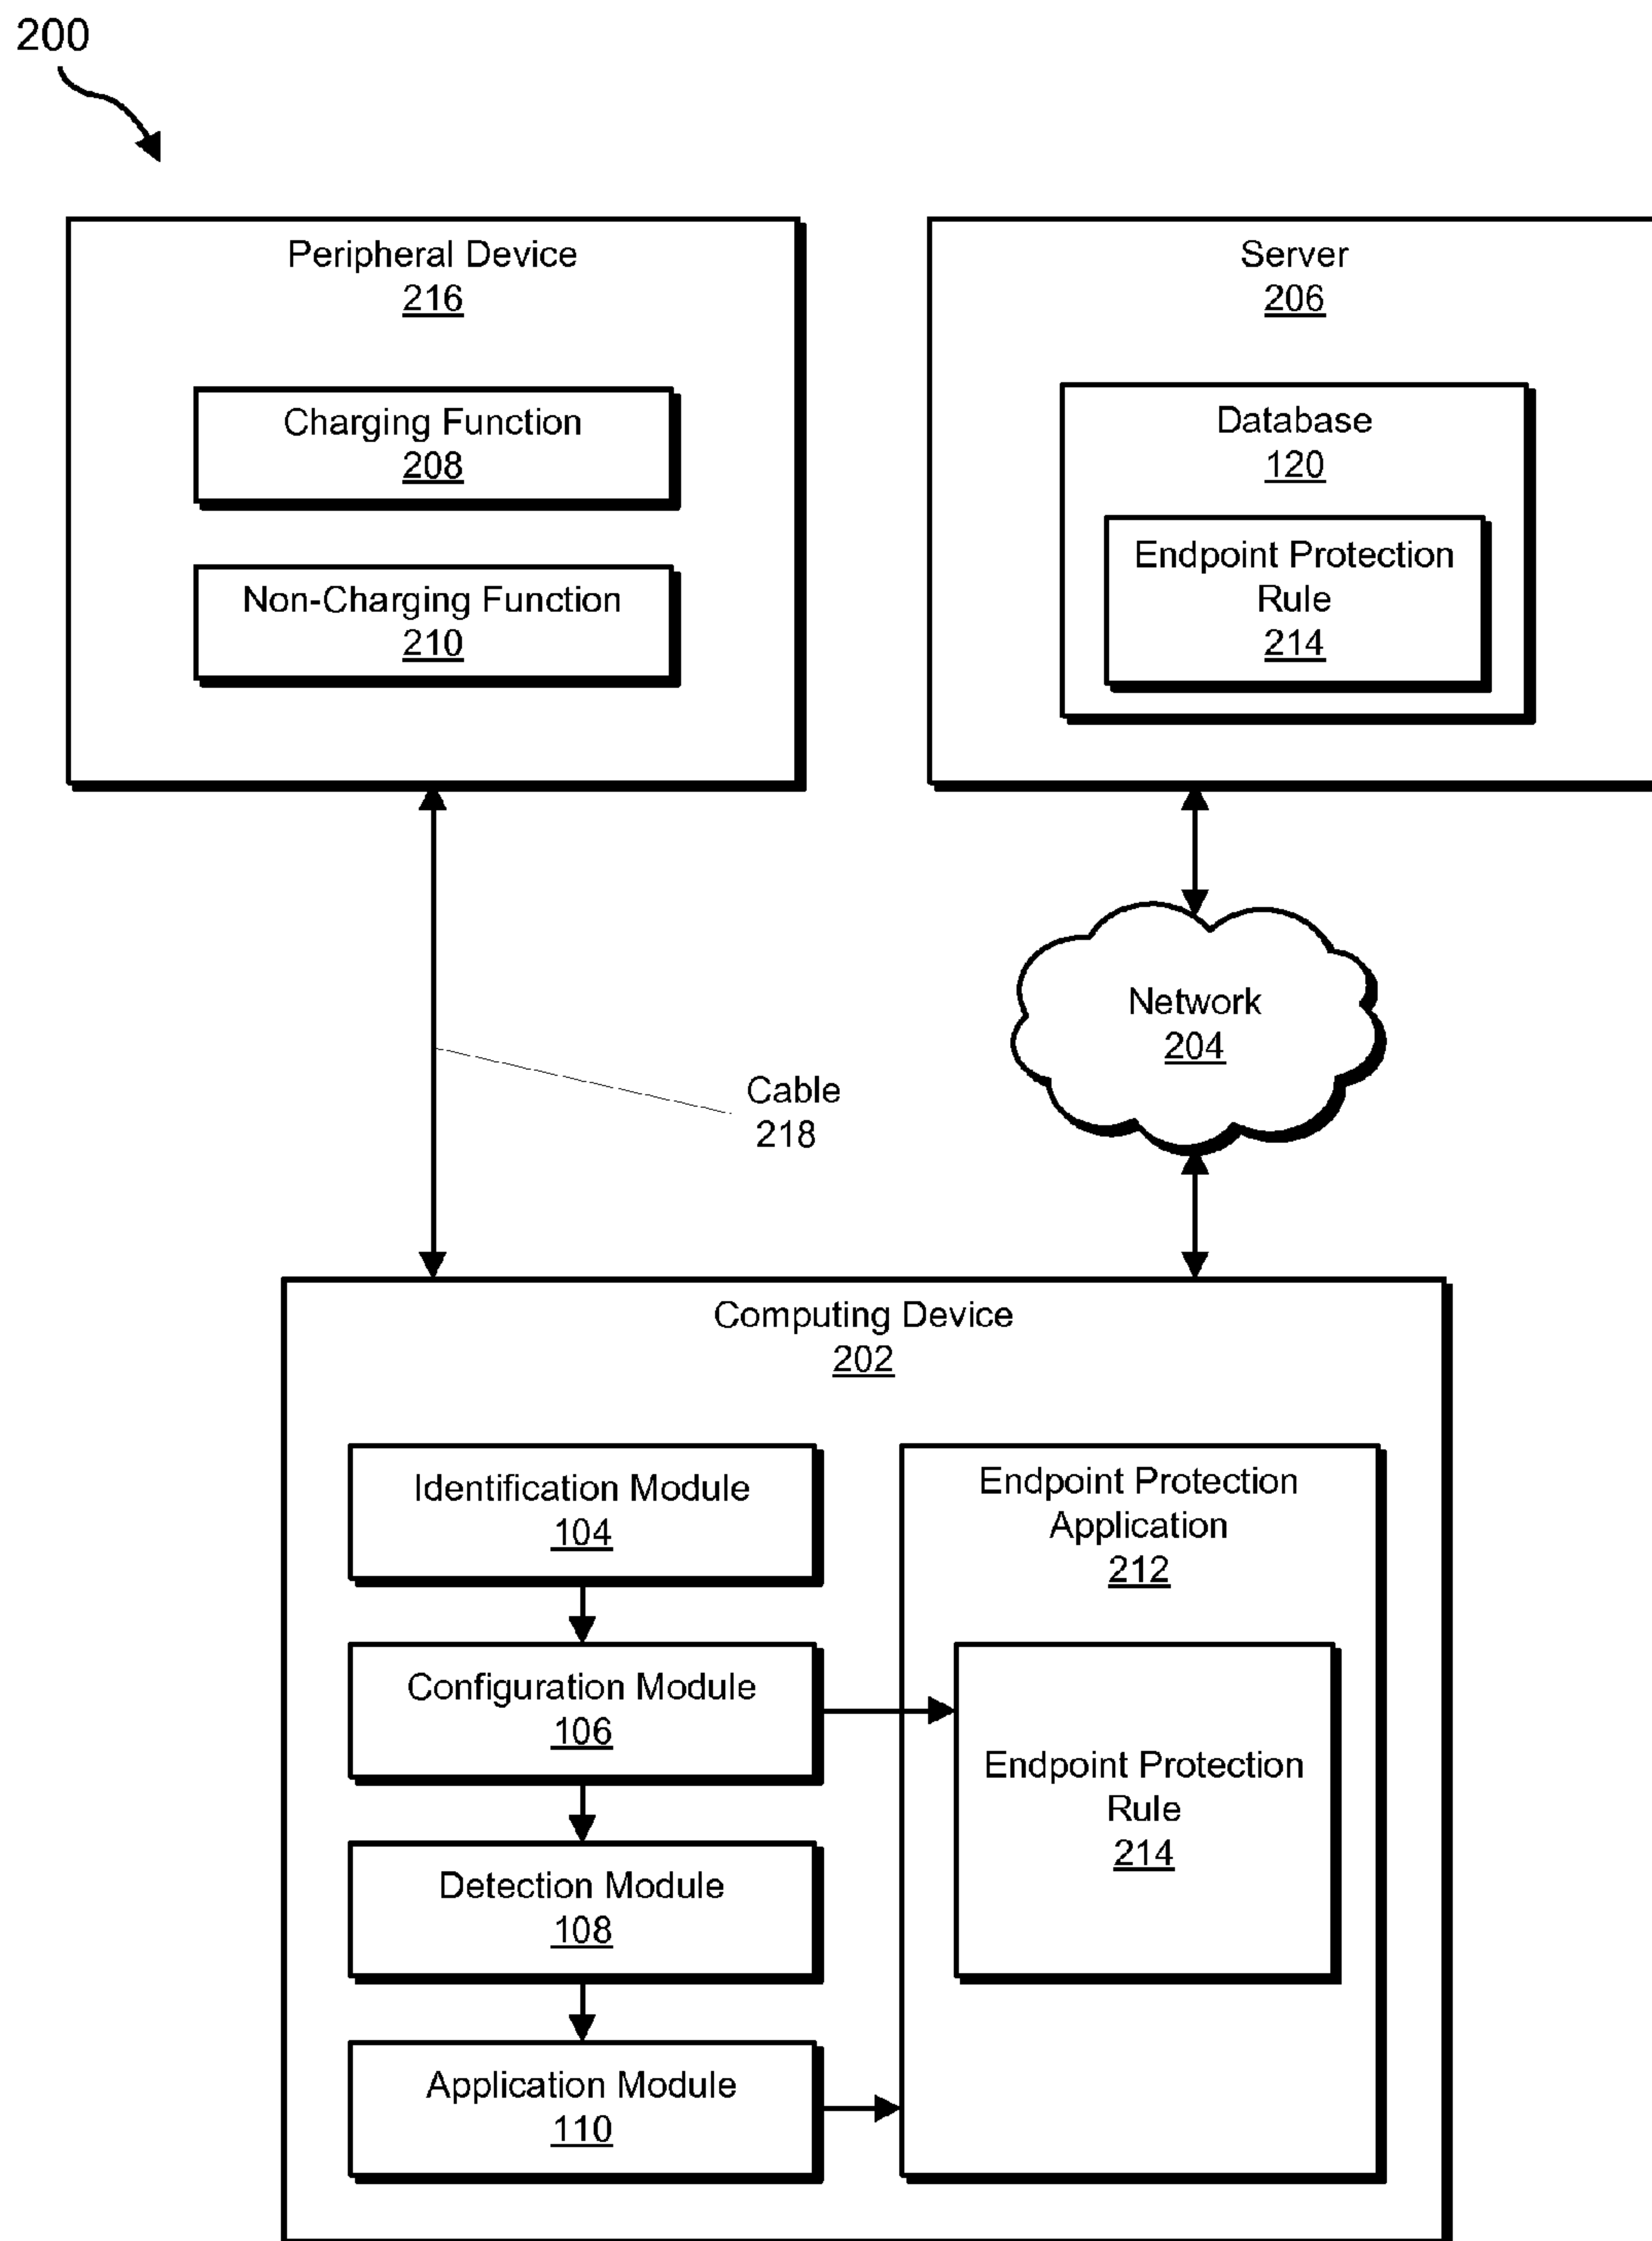 200
Peripheral Device
216
Charging Function
208
Non-Charging Function
210
Server
206
Database
120
Endpoint Protection
Rule
214
Network
204
Cable
218
Computing Device
202
Identification Module
104
Configuration Module
106
Detection Module
108
Application Module
110
Endpoint Protection
Application
212
Endpoint Protection
Rule
214